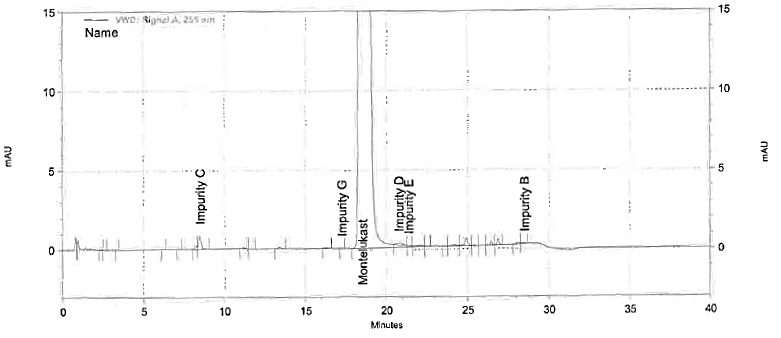 VWD: Signal A, 255 nm
Name
15
10
5
0
mAU
15
10
5
0
mAU
Impurity C
Impurity G
Montelukast
Impurity D
Impurity E
Impurity B
0 5 10 15 20 25 30 35 40
Minutes